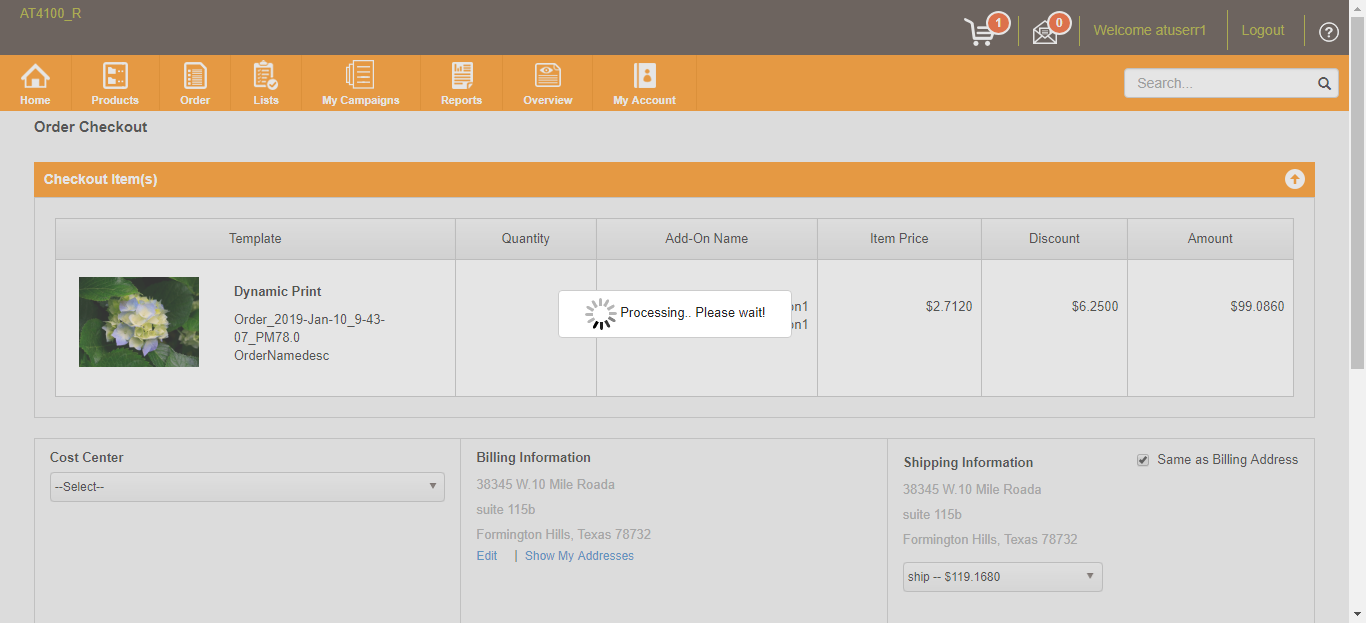 AT4100_R
1
0
Welcome atuserr1
Logout
?
Home
Products
Order
Lists
My Campaigns
Reports
Overview
My Account
Search...
Order Checkout
Checkout Item(s)
Template
Quantity
Add-On Name
Item Price
Discount
Amount
Dynamic Print
Order_2019-Jan-10_9-43-
07_PM78.0
OrderNamedesc
Processing.. Please wait!
on1
on1
$2.7120
$6.2500
$99.0860
Cost Center
--Select--
Billing Information
38345 W.10 Mile Roada
suite 115b
Formington Hills, Texas 78732
Edit | Show My Addresses
Shipping Information
Same as Billing Address
38345 W.10 Mile Roada
suite 115b
Formington Hills, Texas 78732
ship -- $119.1680